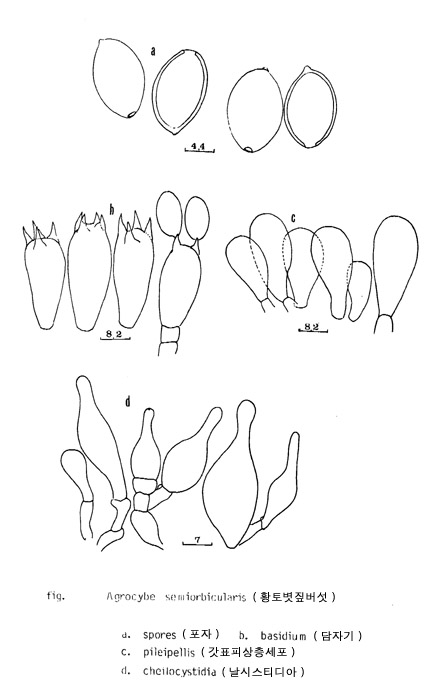 a
4.4
b
c
8.2
8.2
d
7
fig. Agrocybe semiorbicularis ( 황토볏짚버섯 )
a. spores ( 포자 ) b. basidium ( 담자기 )
c. pileipellis ( 갓표피상층세포 )
d. cheilocystidia ( 날시스티디아 )